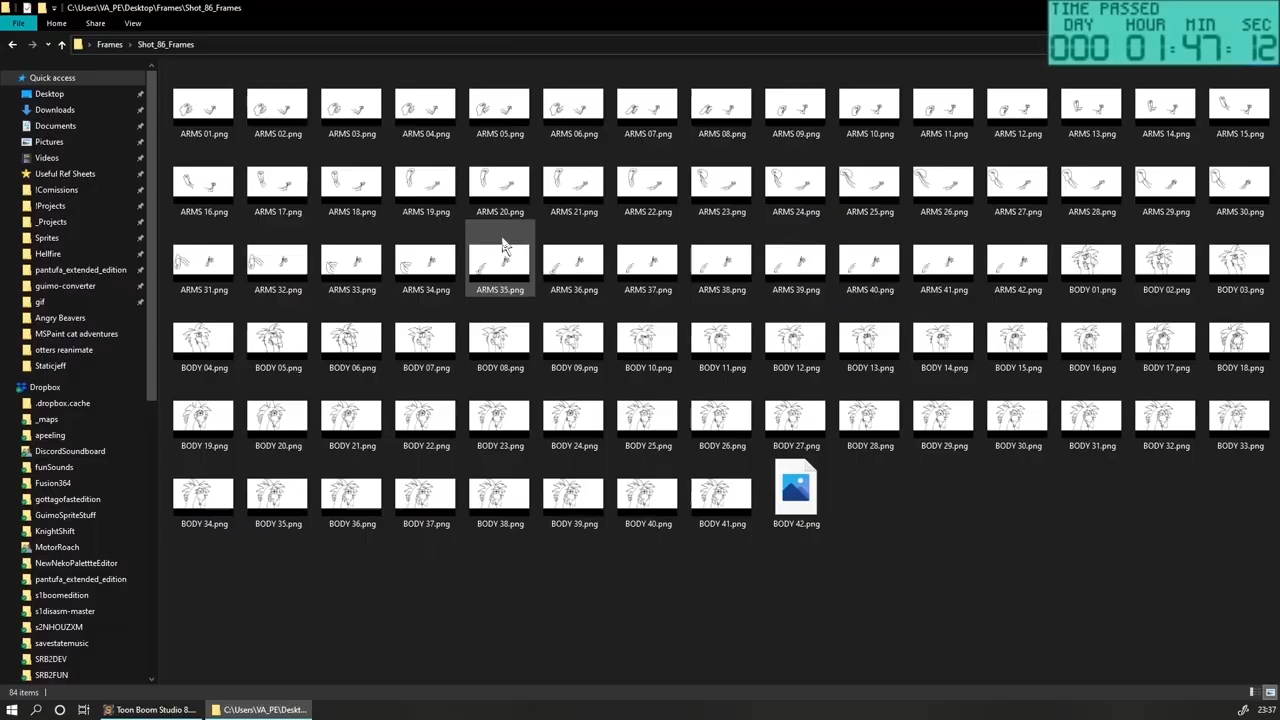 C:\Users\VA_PE\Desktop\Frames\Shot_86_Frames
TIME PASSED
DAY HOUR MIN SEC
000 01:47:12
File Home Share View
Frames > Shot_86_Frames
Quick access
Desktop
Downloads
Documents
Pictures
Videos
Useful Ref Sheets
!Comissions
!Projects
_Projects
Sprites
Hellfire
pantufa_extended_edition
guimo-converter
gif
Angry Beavers
MSPaint cat adventures
otters reanimate
Staticjeff
Dropbox
.dropbox.cache
_maps
apeeling
DiscordSoundboard
funSounds
Fusion364
gottagofastedition
GuimoSpriteStuff
KnightShift
MotorRoach
NewNekoPalettteEditor
pantufa_extended_edition
s1boomedition
s1disasm-master
s2NHOUZXM
savestatemusic
SRB2DEV
SRB2FUN
ARMS 01.png ARMS 02.png ARMS 03.png ARMS 04.png ARMS 05.png ARMS 06.png ARMS 07.png ARMS 08.png ARMS 09.png ARMS 10.png ARMS 11.png ARMS 12.png ARMS 13.png ARMS 14.png ARMS 15.png
ARMS 16.png ARMS 17.png ARMS 18.png ARMS 19.png ARMS 20.png ARMS 21.png ARMS 22.png ARMS 23.png ARMS 24.png ARMS 25.png ARMS 26.png ARMS 27.png ARMS 28.png ARMS 29.png ARMS 30.png
ARMS 31.png ARMS 32.png ARMS 33.png ARMS 34.png ARMS 35.png ARMS 36.png ARMS 37.png ARMS 38.png ARMS 39.png ARMS 40.png ARMS 41.png ARMS 42.png BODY 01.png BODY 02.png BODY 03.png
BODY 04.png BODY 05.png BODY 06.png BODY 07.png BODY 08.png BODY 09.png BODY 10.png BODY 11.png BODY 12.png BODY 13.png BODY 14.png BODY 15.png BODY 16.png BODY 17.png BODY 18.png
BODY 19.png BODY 20.png BODY 21.png BODY 22.png BODY 23.png BODY 24.png BODY 25.png BODY 26.png BODY 27.png BODY 28.png BODY 29.png BODY 30.png BODY 31.png BODY 32.png BODY 33.png
BODY 34.png BODY 35.png BODY 36.png BODY 37.png BODY 38.png BODY 39.png BODY 40.png BODY 41.png BODY 42.png
84 items
Toon Boom Studio 8....
C:\Users\VA_PE\Deskt...
23:37